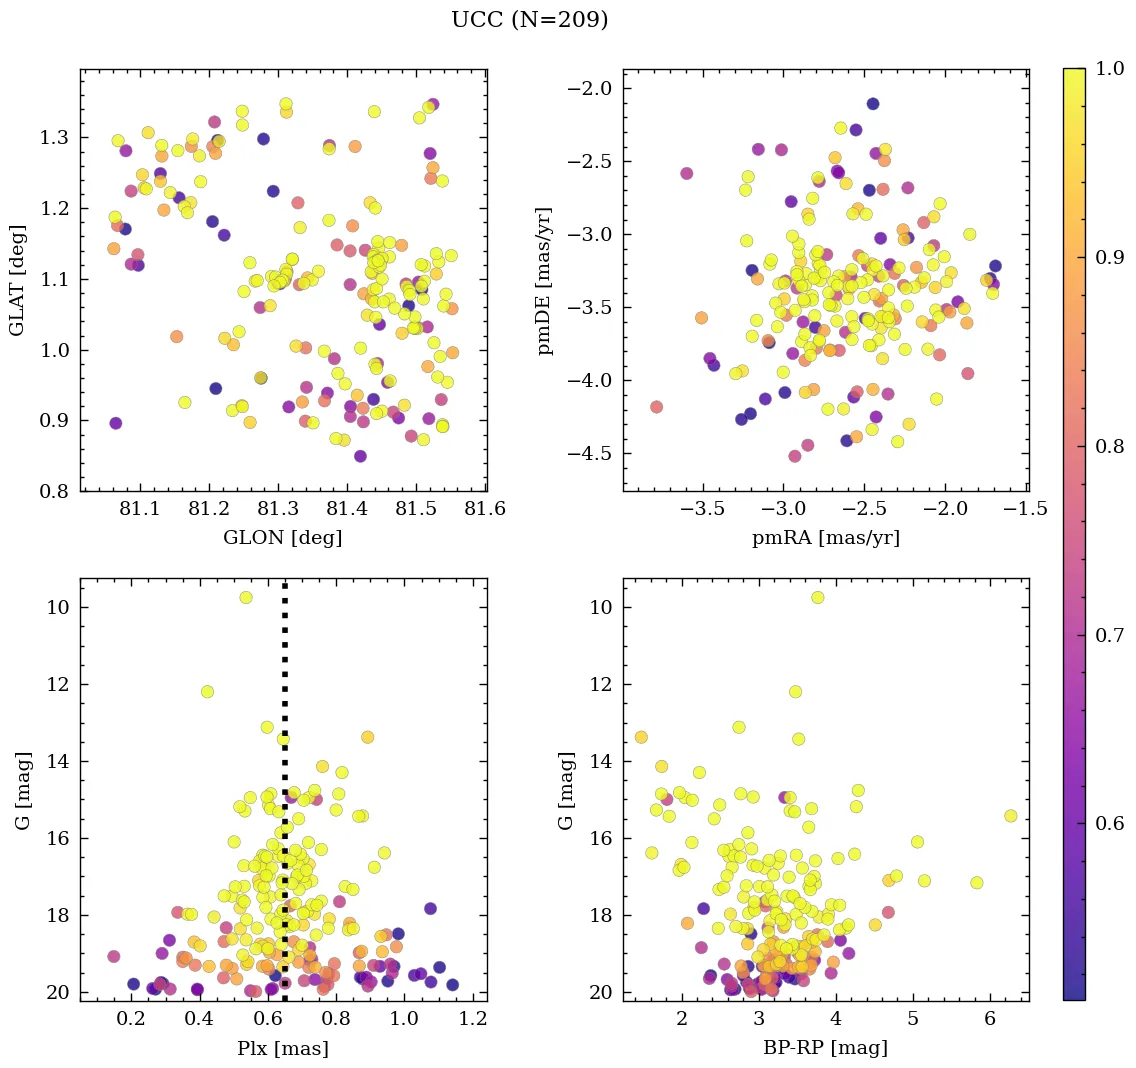 UCC (N=209)
1.3
1.2
1.1
1.0
0.9
0.8
GLAT [deg]
81.1 81.2 81.3 81.4 81.5 81.6
GLON [deg]
−2.0
−2.5
−3.0
−3.5
−4.0
−4.5
pmDE [mas/yr]
−3.5 −3.0 −2.5 −2.0 −1.5
pmRA [mas/yr]
10
12
14
16
18
20
G [mag]
0.2 0.4 0.6 0.8 1.0 1.2
Plx [mas]
10
12
14
16
18
20
G [mag]
2 3 4 5 6
BP-RP [mag]
1.0
0.9
0.8
0.7
0.6